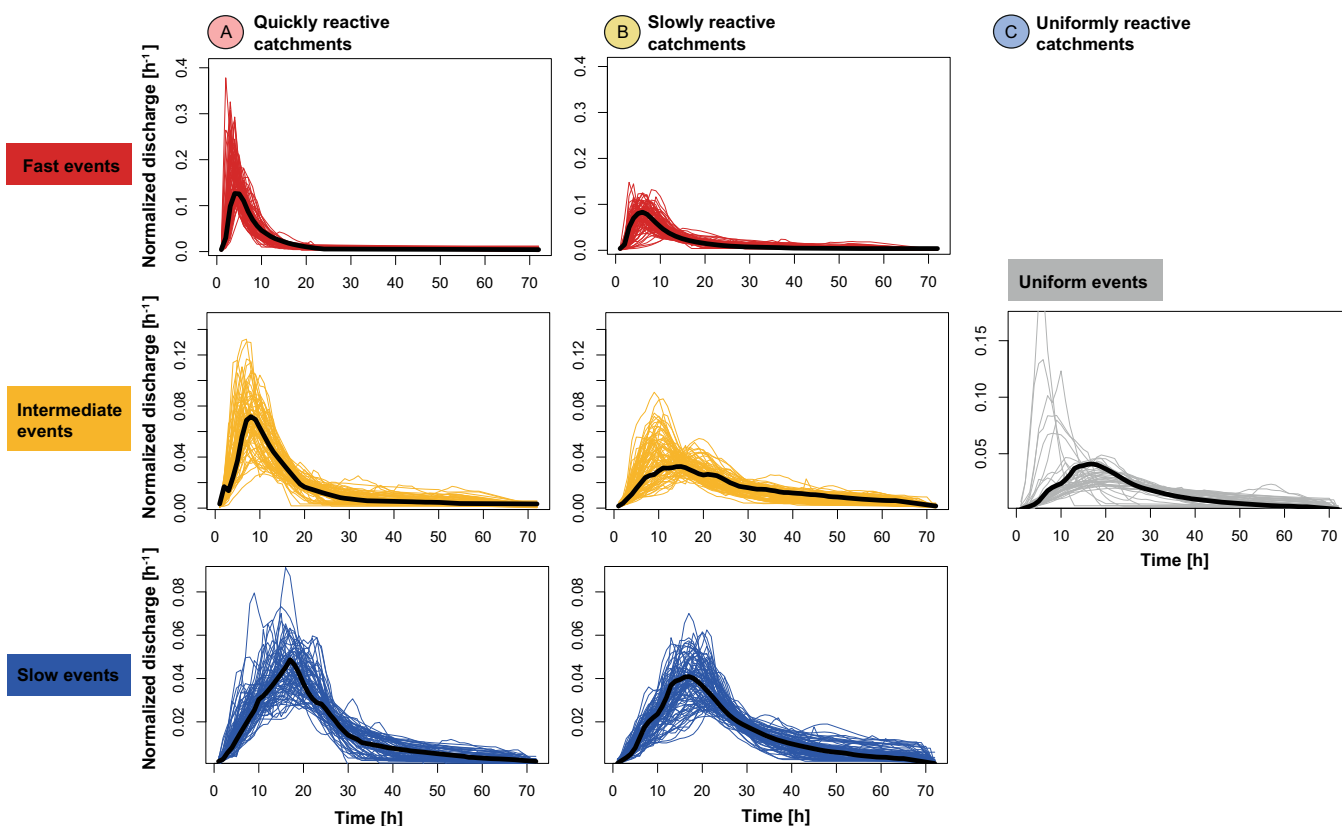 A
Quickly reactive
catchments
B
Slowly reactive
catchments
C
Uniformly reactive
catchments
Fast events
Normalized discharge [h⁻¹]
0.4
0.3
0.2
0.1
0.0
0 10 20 30 40 50 60 70
0.4
0.3
0.2
0.1
0.0
0 10 20 30 40 50 60 70
Uniform events
Intermediate
events
Normalized discharge [h⁻¹]
0.12
0.08
0.04
0.00
0 10 20 30 40 50 60 70
0.12
0.08
0.04
0.00
0 10 20 30 40 50 60 70
0.15
0.10
0.05
0 10 20 30 40 50 60 70
Time [h]
Slow events
Normalized discharge [h⁻¹]
0.08
0.06
0.04
0.02
0 10 20 30 40 50 60 70
Time [h]
0.08
0.06
0.04
0.02
0 10 20 30 40 50 60 70
Time [h]